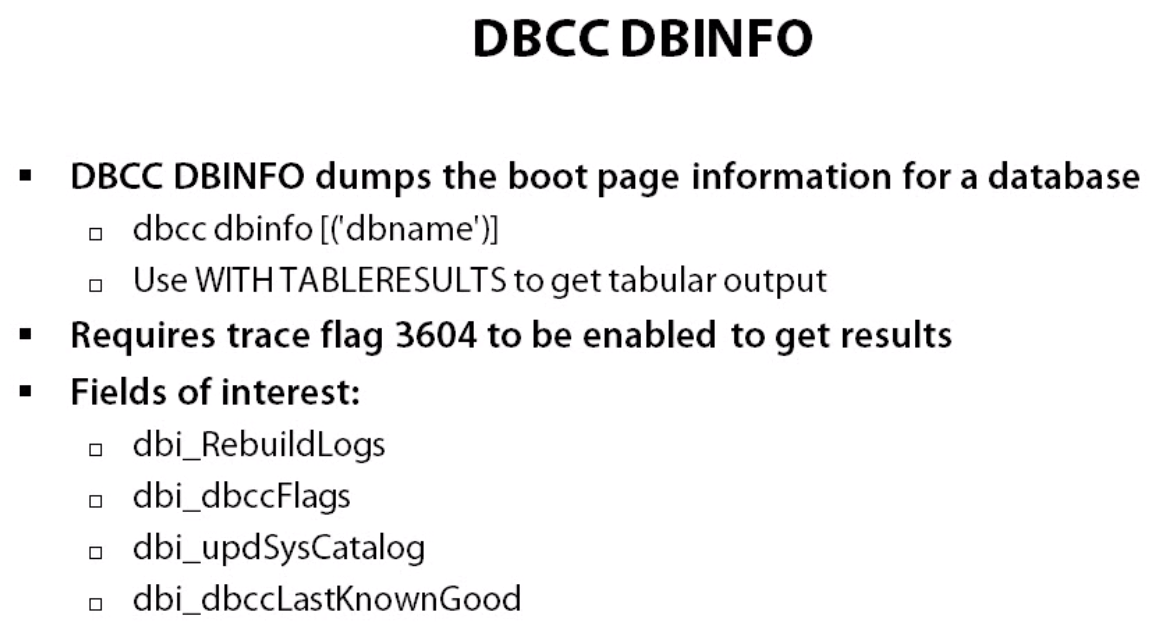 DBCC DBINFO
▪ DBCC DBINFO dumps the boot page information for a database
□ dbcc dbinfo [('dbname')]
□ Use WITH TABLERESULTS to get tabular output
▪ Requires trace flag 3604 to be enabled to get results
▪ Fields of interest:
□ dbi_RebuildLogs
□ dbi_dbccFlags
□ dbi_updSysCatalog
□ dbi_dbccLastKnownGood